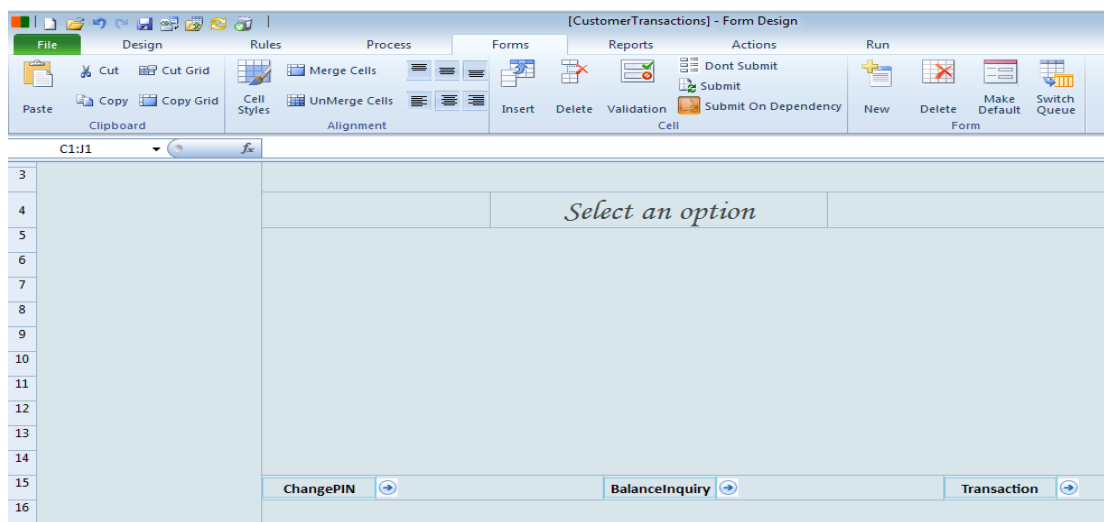 [CustomerTransactions] - Form Design
File Design Rules Process Forms Reports Actions Run
Cut Cut Grid Merge Cells Dont Submit
Submit
Copy Copy Grid UnMerge Cells Submit On Dependency
Paste Cell Styles Insert Delete Validation New Delete Make Default Switch Queue
Clipboard Alignment Cell Form
C1:J1 fx
3
4 Select an option
5
6
7
8
9
10
11
12
13
14
15 ChangePIN BalanceInquiry Transaction
16